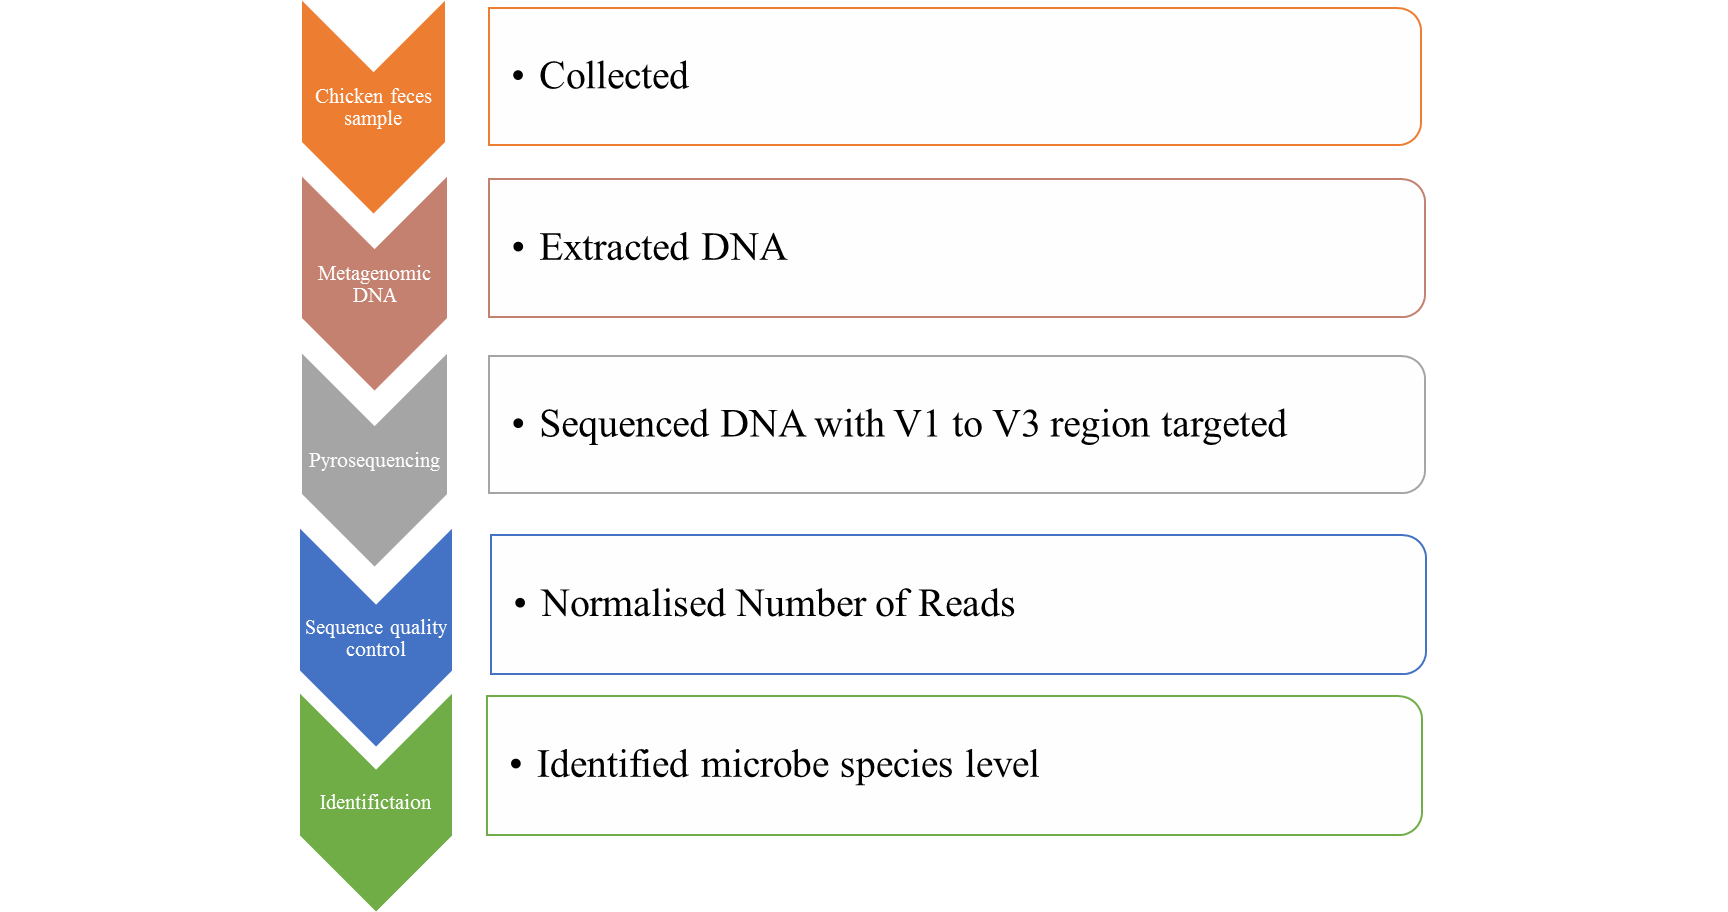 Chicken feces
sample
• Collected
Metagenomic
DNA
• Extracted DNA
Pyrosequencing
• Sequenced DNA with V1 to V3 region targeted
Sequence quality
control
• Normalised Number of Reads
Identifictaion
• Identified microbe species level